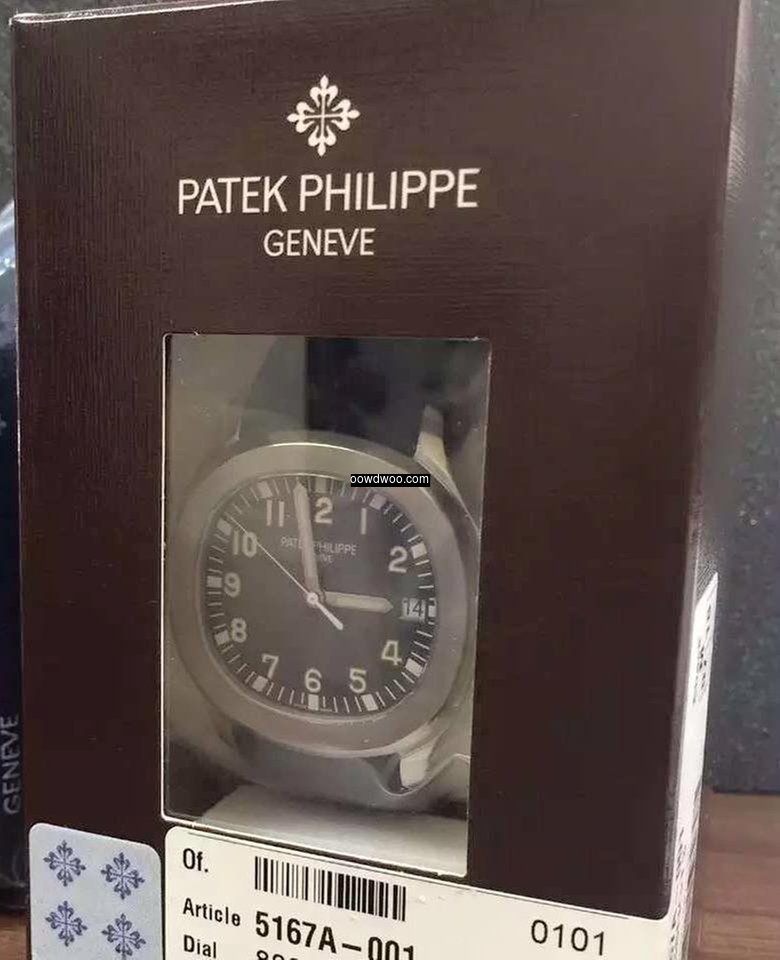 PATEK PHILIPPE
GENEVE
oowdwoo.com
11 12 1
10 2
PATEK PHILIPPE
GENEVE
9 14
8 4
7 6 5
GENEVE
Of.
Article 5167A-001
0101
Dial